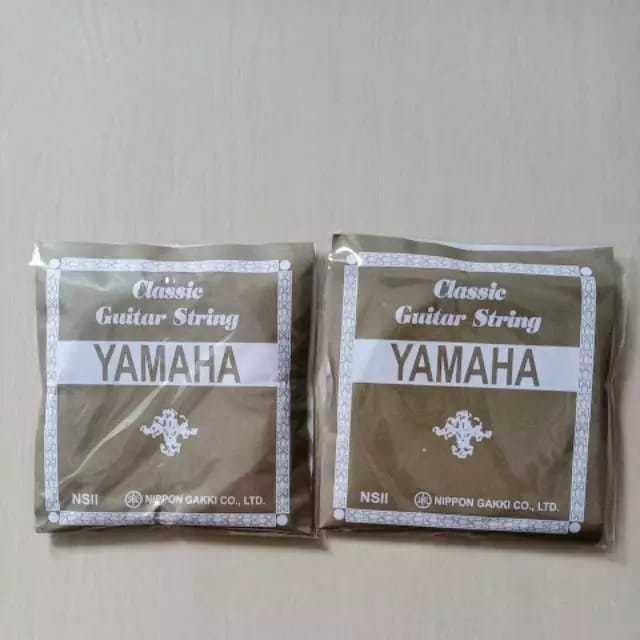 Classic
Guitar String
YAMAHA
NSII NIPPON GAKKI CO., LTD.
Classic
Guitar String
YAMAHA
NSII NIPPON GAKKI CO., LTD.